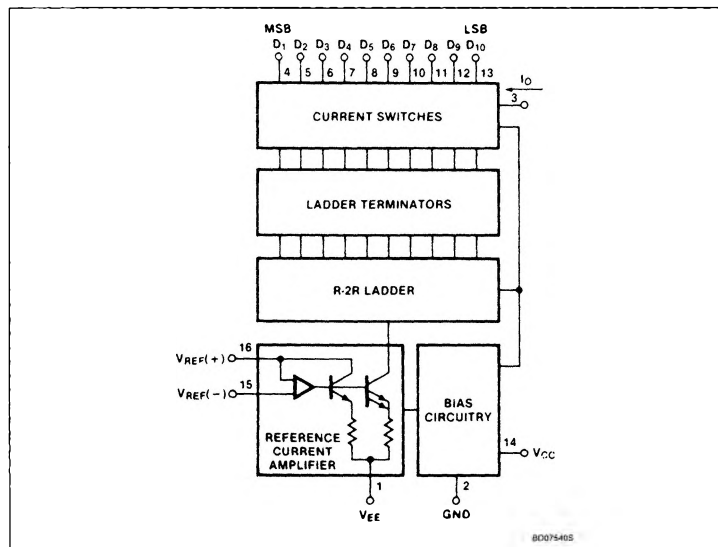 MSB LSB
D1 D2 D3 D4 D5 D6 D7 D8 D9 D10
4 5 6 7 8 9 10 11 12 13
IO
3
CURRENT SWITCHES
LADDER TERMINATORS
R-2R LADDER
16
VREF(+)
15
VREF(−)
REFERENCE
CURRENT
AMPLIFIER
BIAS
CIRCUITRY
14
VCC
1
2
VEE
GND
BD07540S